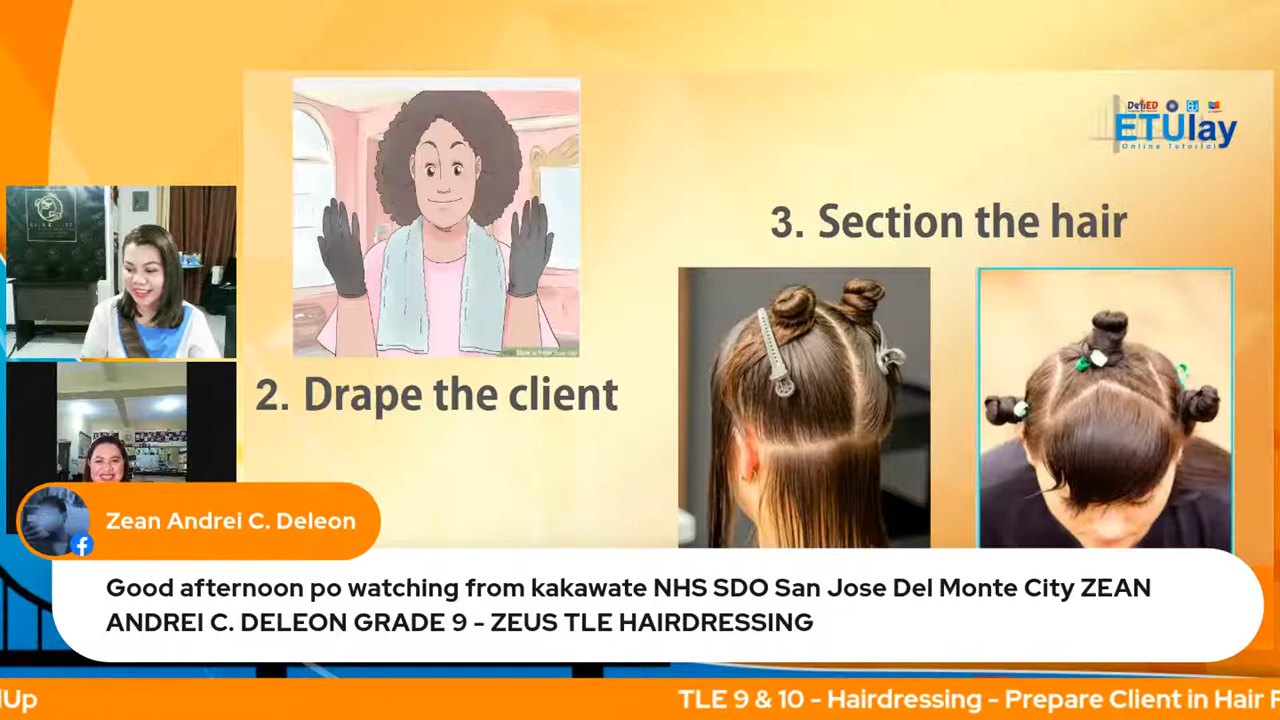 DepED
ETUlay
Online Tutorial
3. Section the hair
2. Drape the client
Zean Andrei C. Deleon
Good afternoon po watching from kakawate NHS SDO San Jose Del Monte City ZEAN
ANDREI C. DELEON GRADE 9 - ZEUS TLE HAIRDRESSING
lUp
TLE 9 & 10 - Hairdressing - Prepare Client in Hair